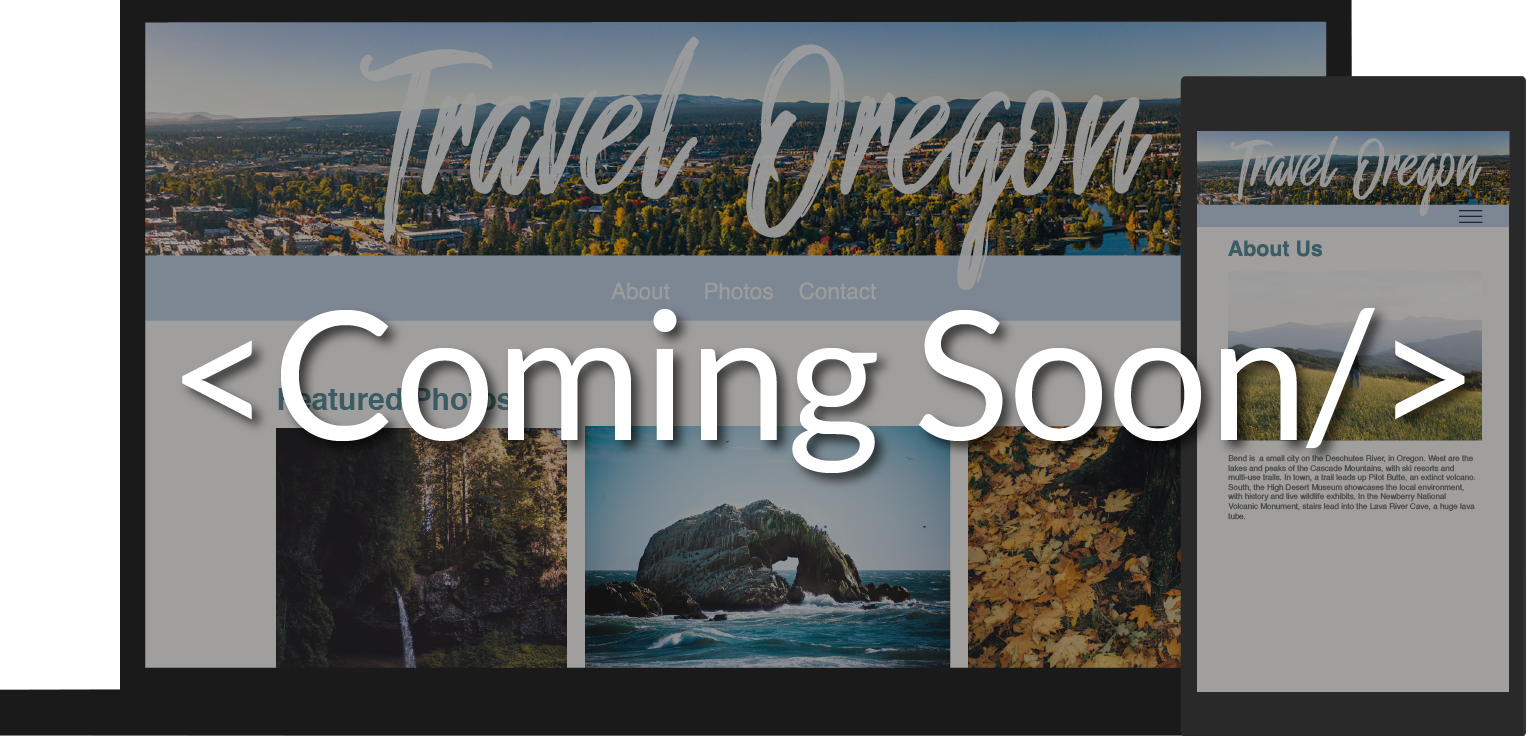 Travel Oregon
About Photos Contact
<Coming Soon/>
Featured Photos
Travel Oregon
About Us
Bend is a small city on the Deschutes River, in Oregon. West are the
lakes and peaks of the Cascade Mountains, with ski resorts and
multi-use trails. In town, a trail leads up Pilot Butte, an extinct volcano.
South, the High Desert Museum showcases the local environment,
with history and live wildlife exhibits. In the Newberry National
Volcanic Monument, stairs lead into the Lava River Cave, a huge lava
tube.